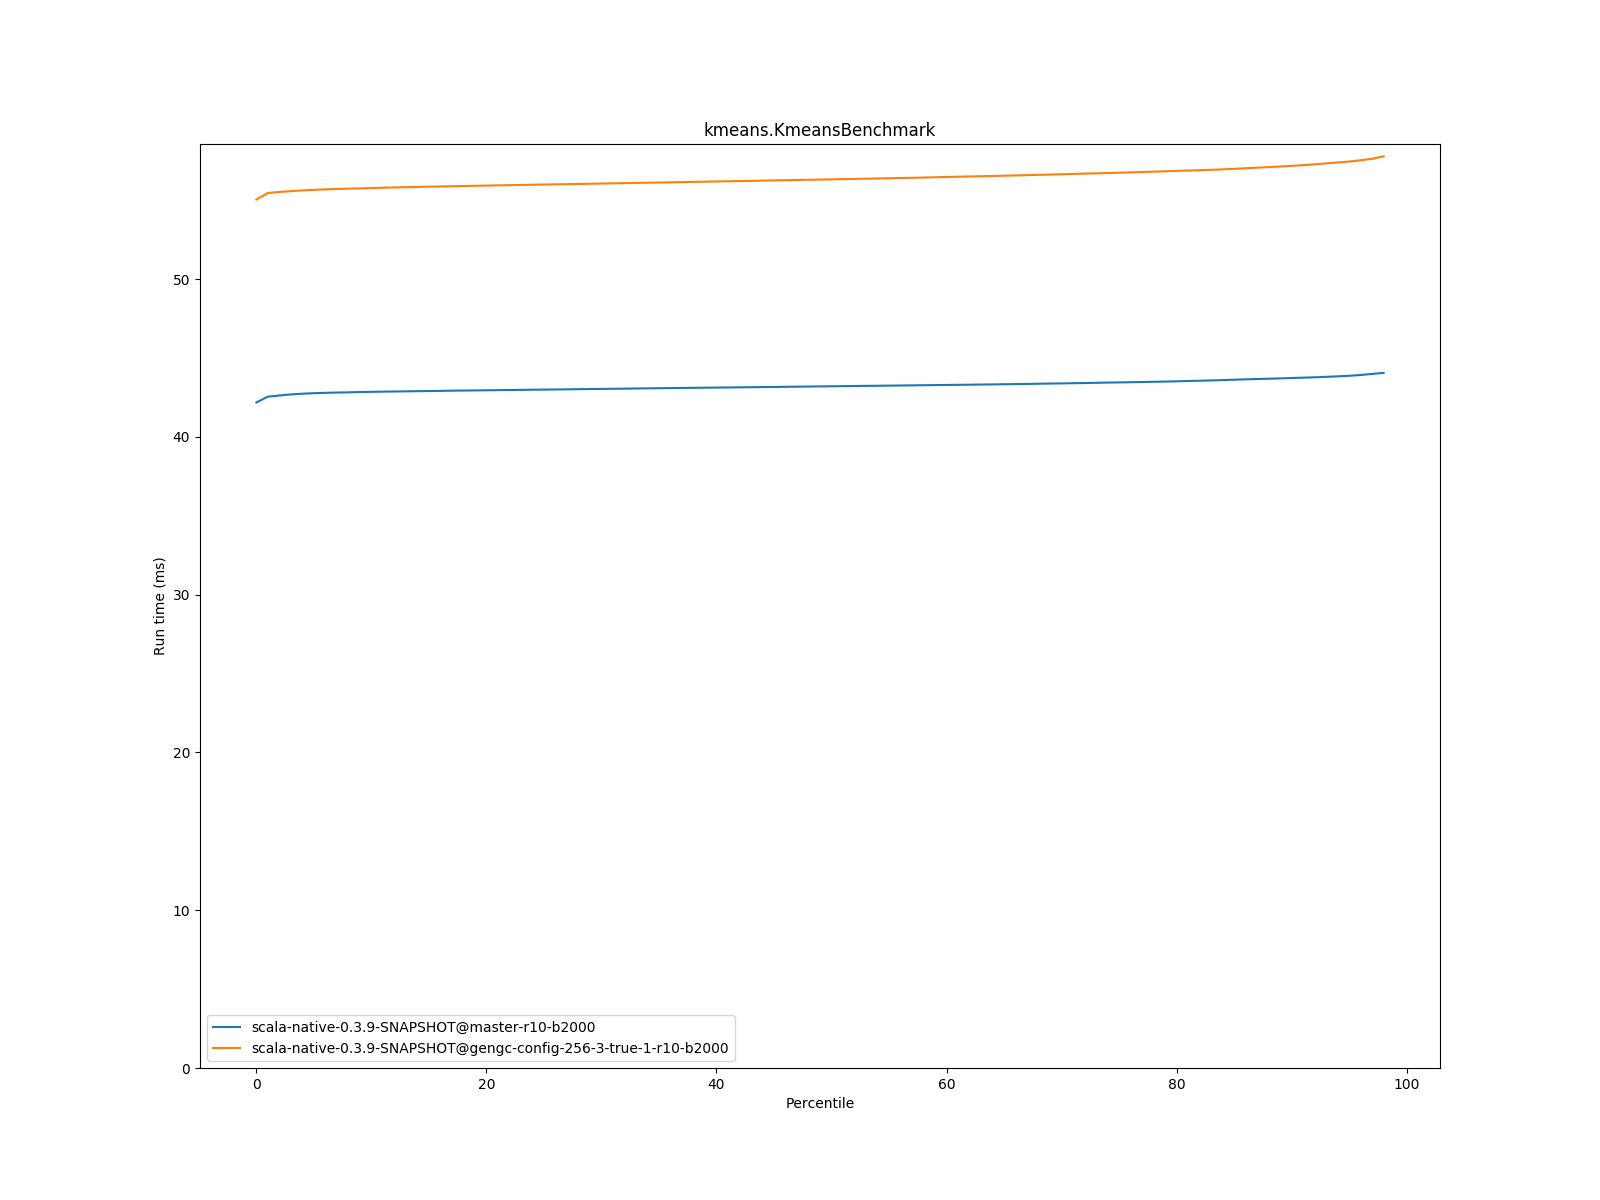 kmeans.KmeansBenchmark
50
40
30
20
10
0
Run time (ms)
scala-native-0.3.9-SNAPSHOT@master-r10-b2000
scala-native-0.3.9-SNAPSHOT@gengc-config-256-3-true-1-r10-b2000
0 20 40 60 80 100
Percentile